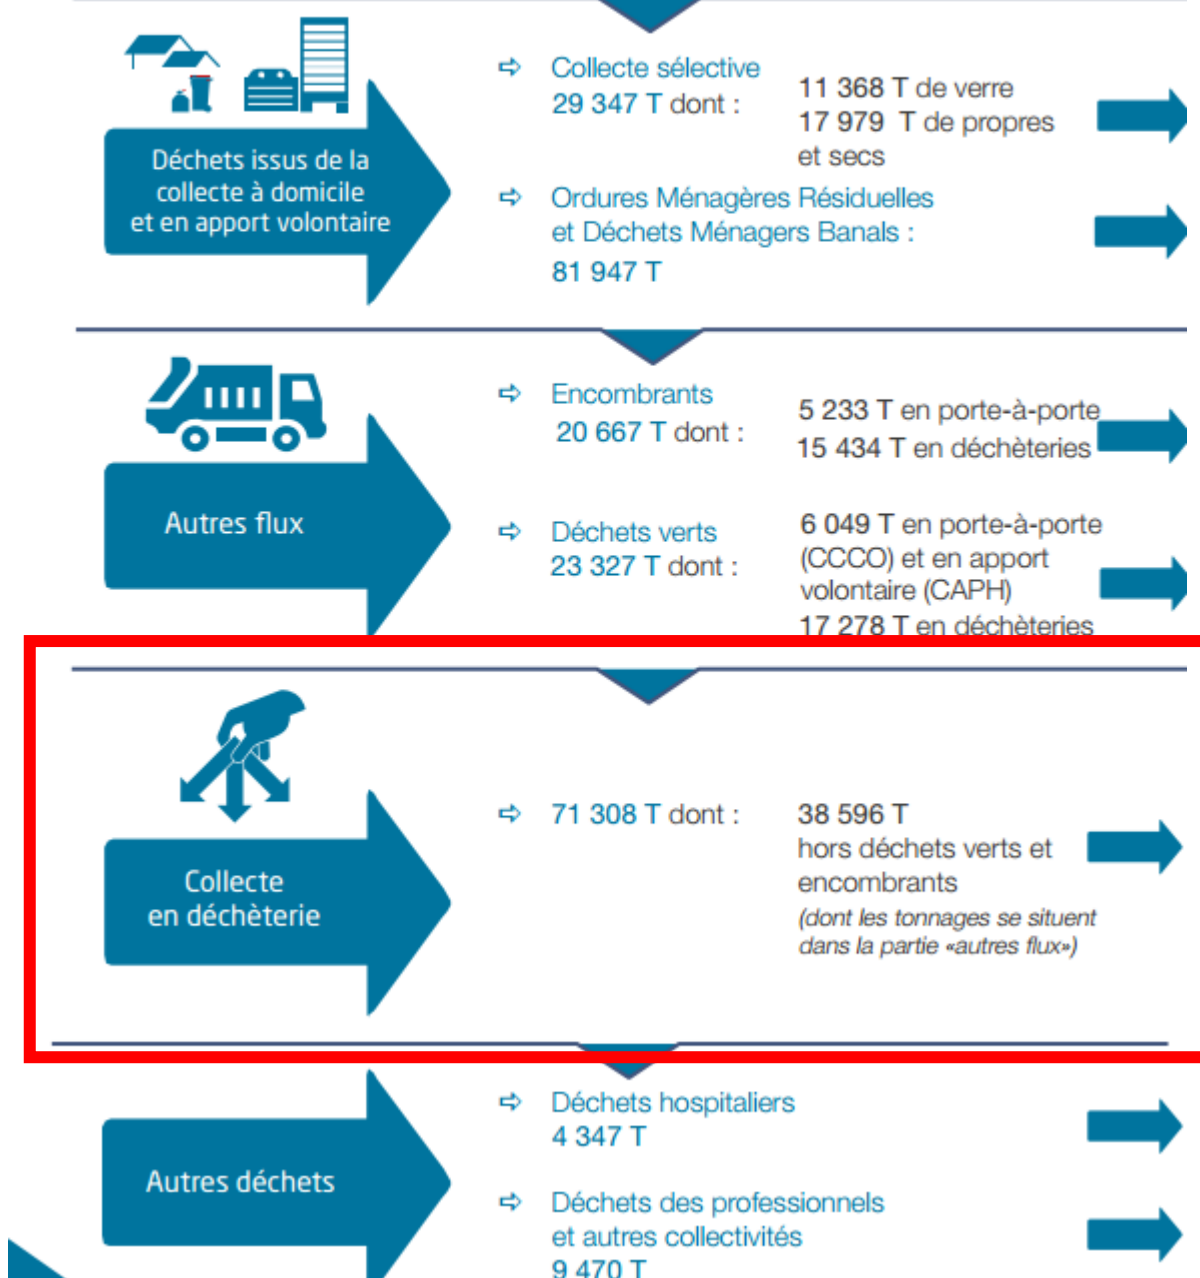 Déchets issus de la
collecte à domicile
et en apport volontaire
⇨ Collecte sélective
29 347 T dont :
11 368 T de verre
17 979 T de propres
et secs
⇨ Ordures Ménagères Résiduelles
et Déchets Ménagers Banals :
81 947 T
Autres flux
⇨ Encombrants
20 667 T dont :
5 233 T en porte-à-porte
15 434 T en déchèteries
⇨ Déchets verts
23 327 T dont :
6 049 T en porte-à-porte
(CCCO) et en apport
volontaire (CAPH)
17 278 T en déchèteries
Collecte
en déchèterie
⇨ 71 308 T dont :
38 596 T
hors déchets verts et
encombrants
(dont les tonnages se situent
dans la partie «autres flux»)
Autres déchets
⇨ Déchets hospitaliers
4 347 T
⇨ Déchets des professionnels
et autres collectivités
9 470 T